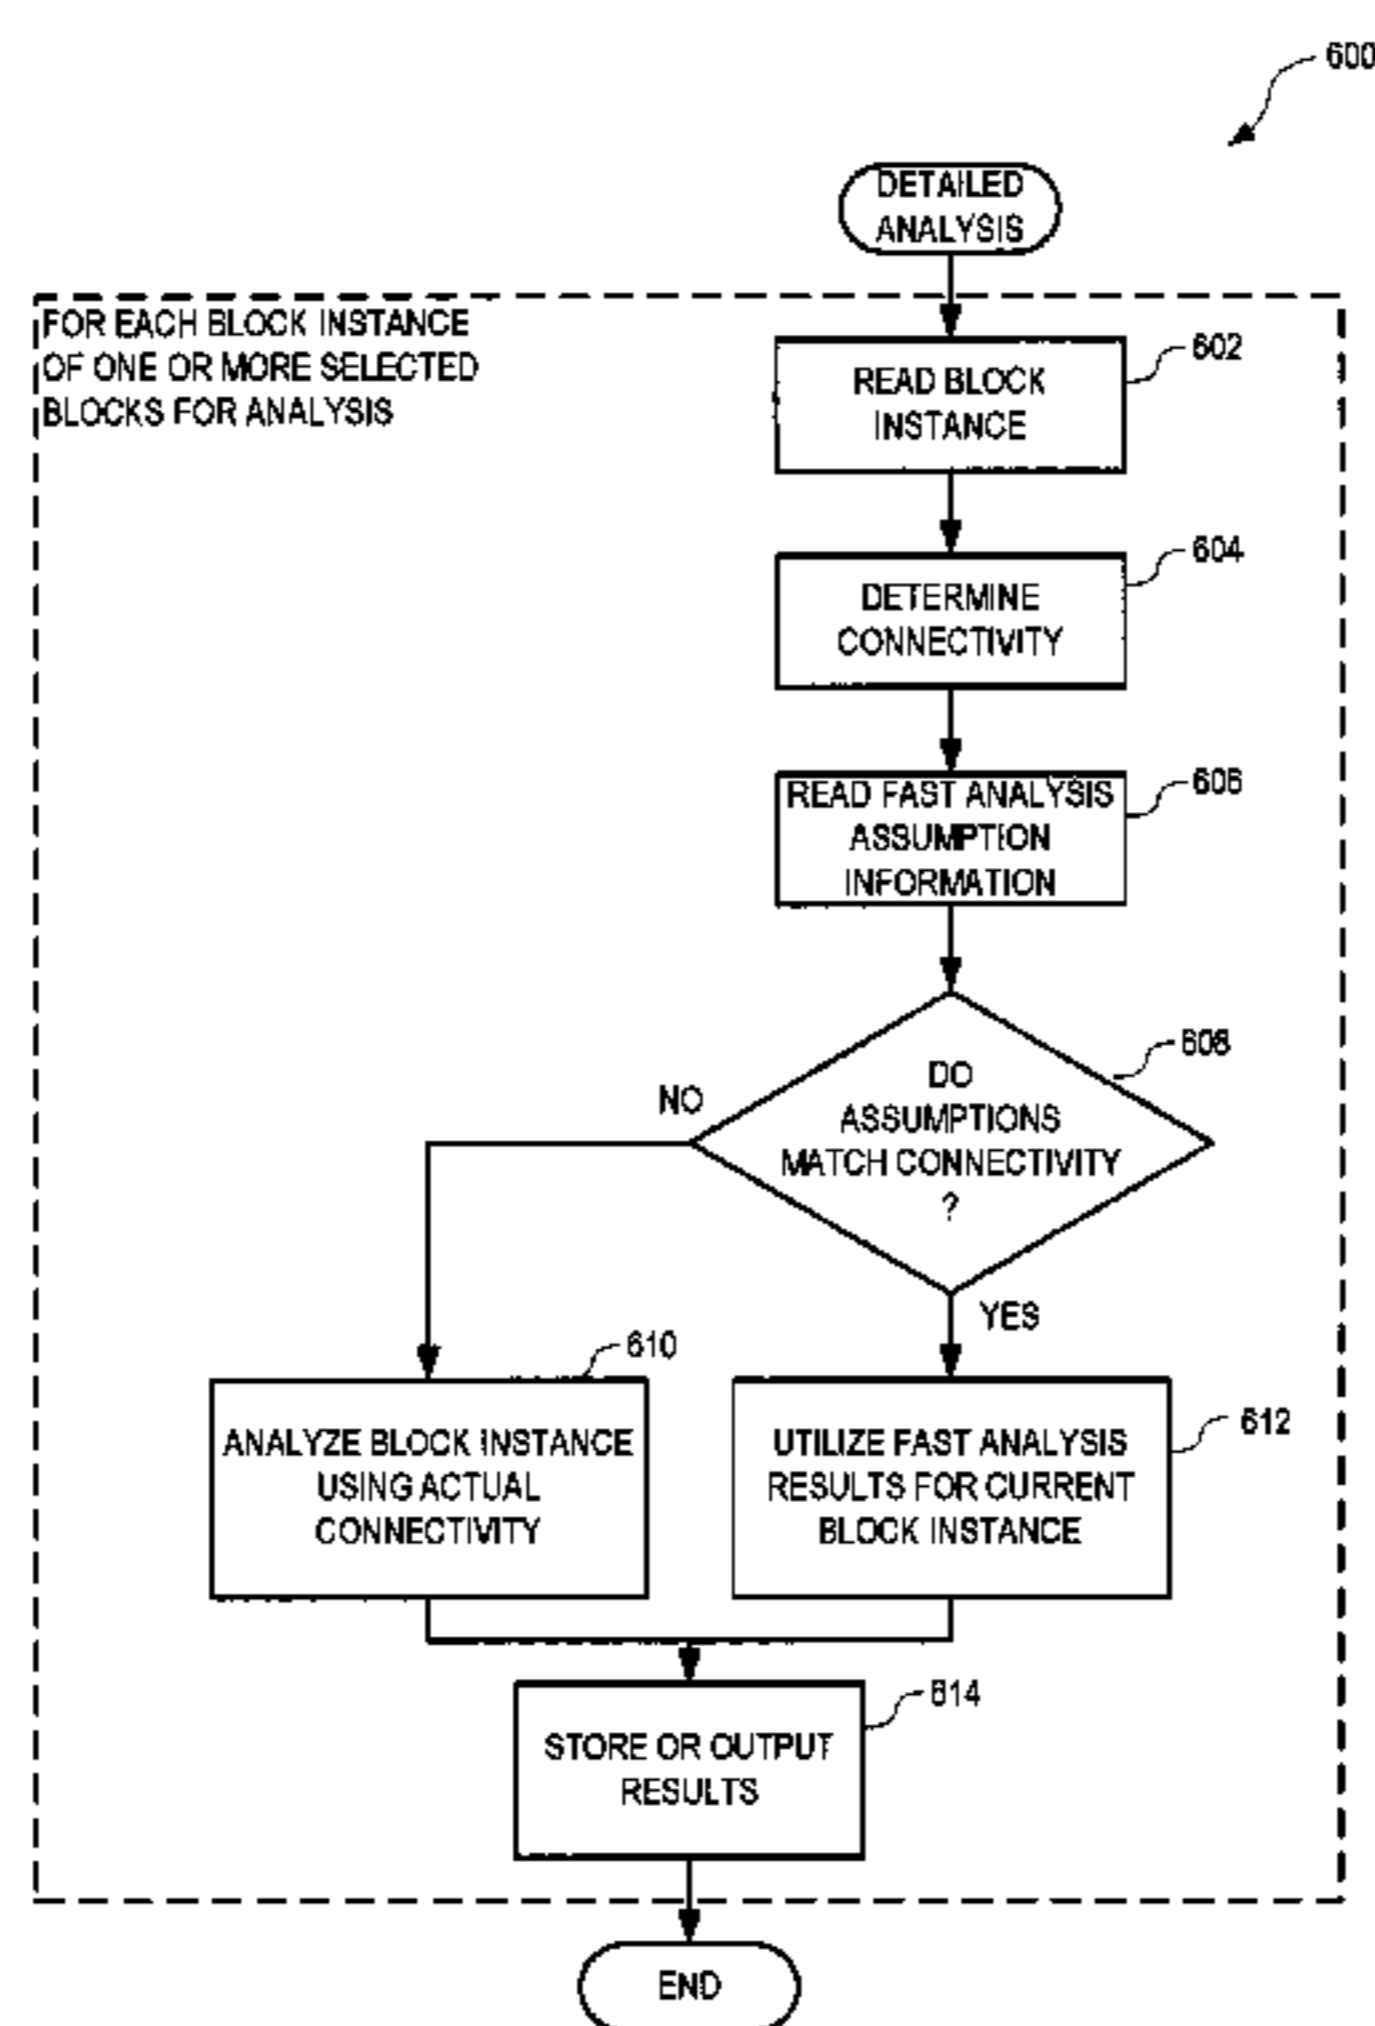 600
DETAILED
ANALYSIS
FOR EACH BLOCK INSTANCE
OF ONE OR MORE SELECTED
BLOCKS FOR ANALYSIS
602
READ BLOCK
INSTANCE
604
DETERMINE
CONNECTIVITY
606
READ FAST ANALYSIS
ASSUMPTION
INFORMATION
608
DO
ASSUMPTIONS
MATCH CONNECTIVITY
?
NO
YES
610
ANALYZE BLOCK INSTANCE
USING ACTUAL
CONNECTIVITY
612
UTILIZE FAST ANALYSIS
RESULTS FOR CURRENT
BLOCK INSTANCE
614
STORE OR OUTPUT
RESULTS
END